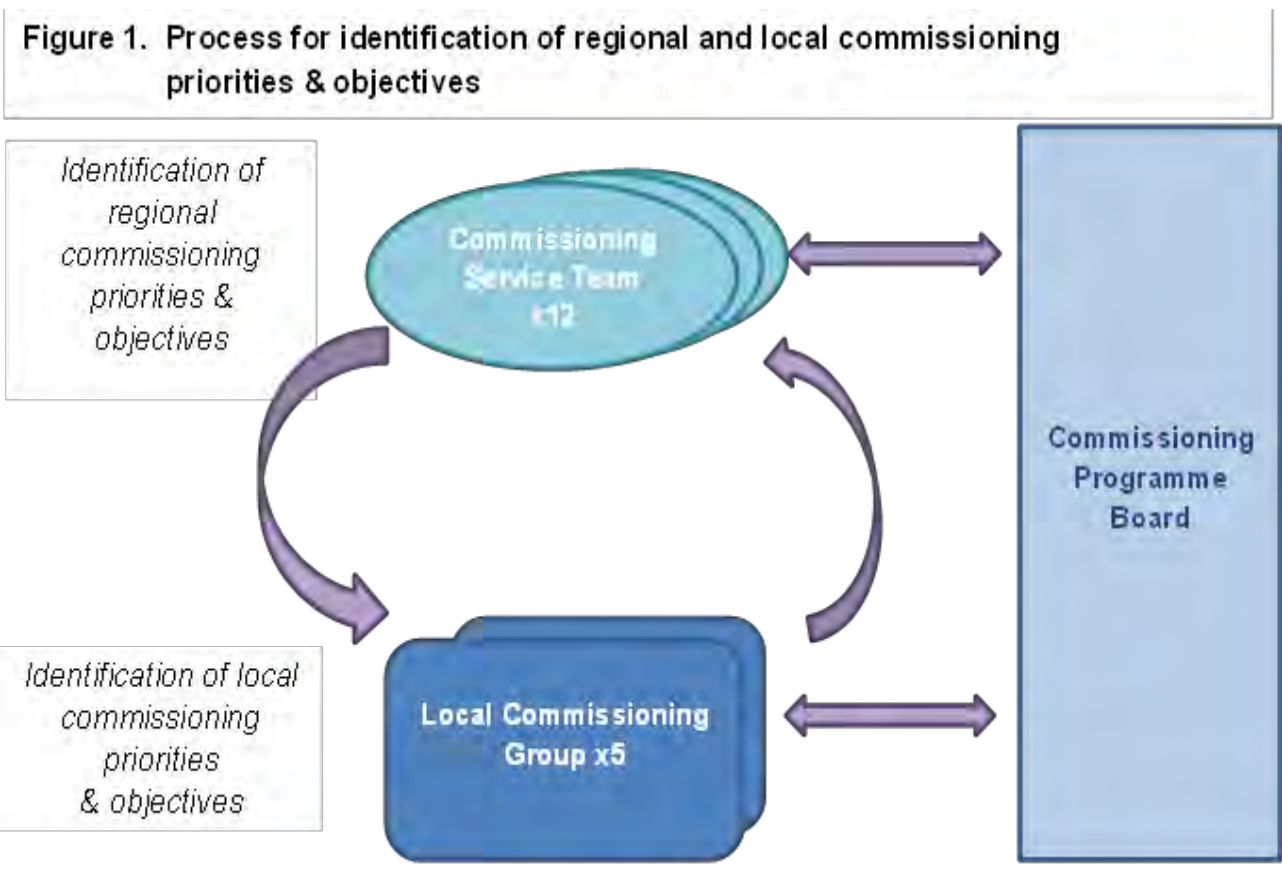 Figure 1. Process for identification of regional and local commissioning
priorities & objectives
Identification of
regional
commissioning
priorities &
objectives
Commissioning
Service Team
x12
Commissioning
Programme
Board
Identification of local
commissioning
priorities
& objectives
Local Commissioning
Group x5